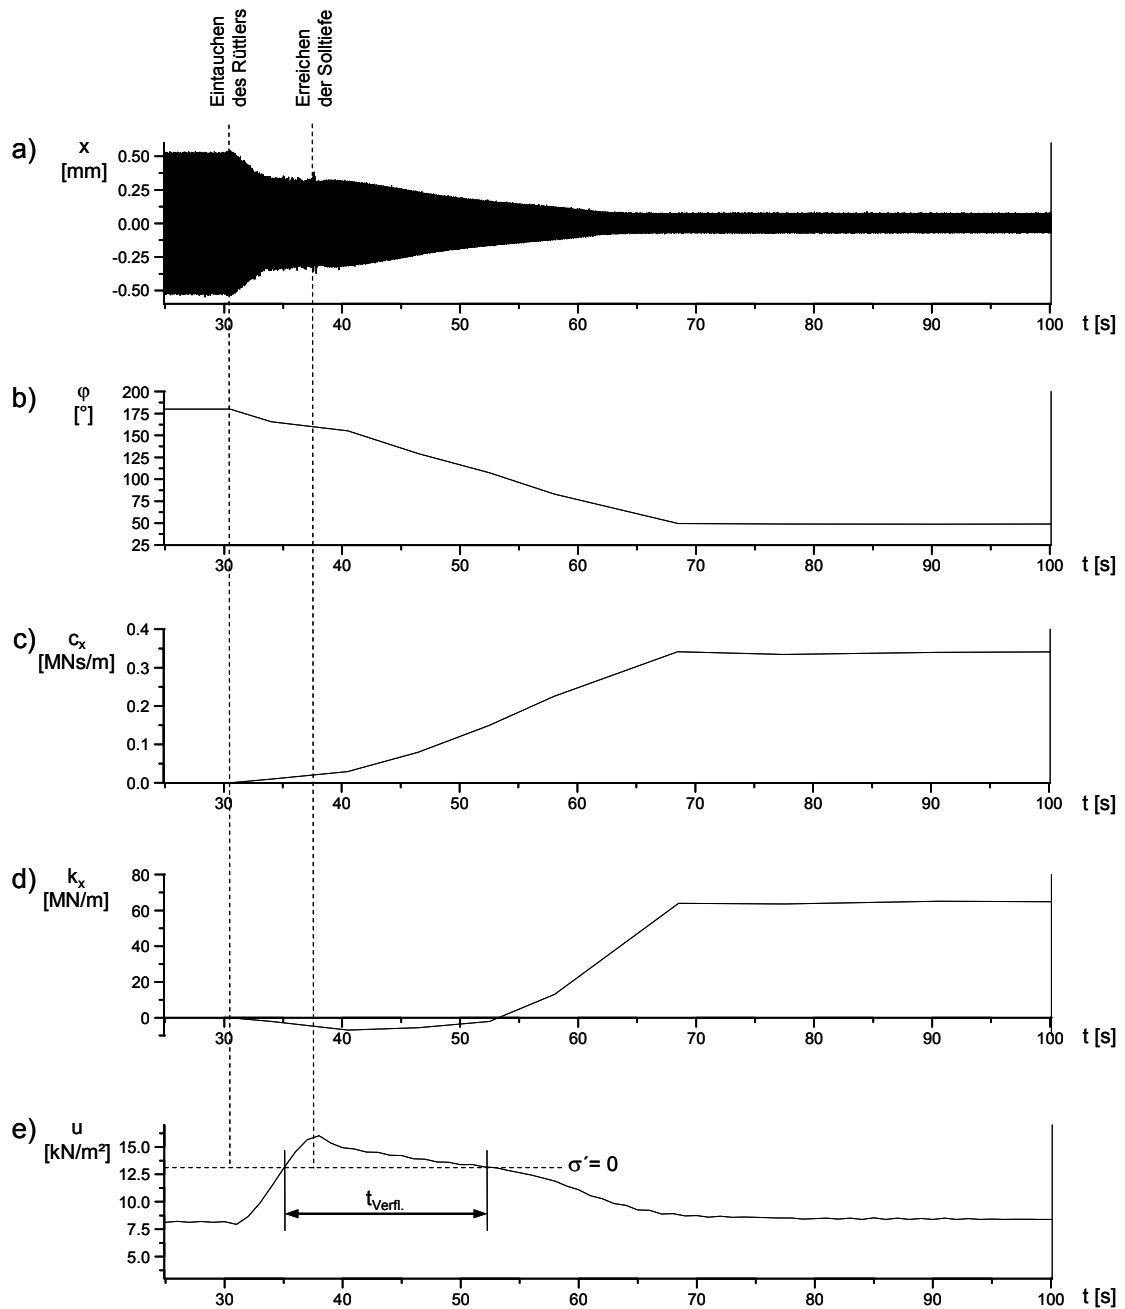 Eintauchen
des Rüttlers
Erreichen
der Solltiefe
a)
x
[mm]
0.50
0.25
0.00
-0.25
-0.50
30 40 50 60 70 80 90 100 t [s]
b)
φ
[°]
200
175
150
125
100
75
50
25
30 40 50 60 70 80 90 100 t [s]
c)
cx
[MNs/m]
0.4
0.3
0.2
0.1
0.0
30 40 50 60 70 80 90 100 t [s]
d)
kx
[MN/m]
80
60
40
20
0
30 40 50 60 70 80 90 100 t [s]
e)
u
[kN/m²]
15.0
12.5
10.0
7.5
5.0
σ´= 0
tVerfl.
30 40 50 60 70 80 90 100 t [s]